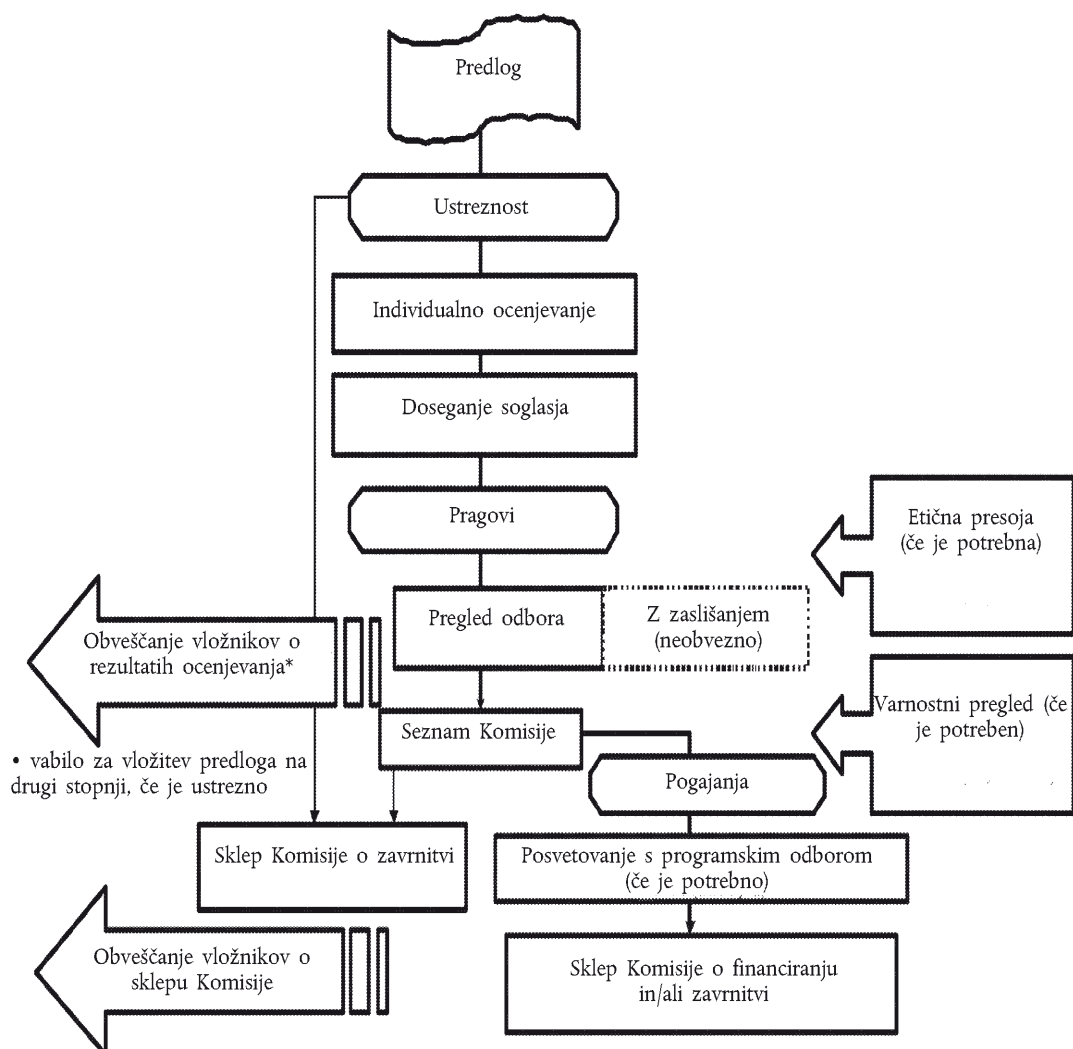 Predlog
Ustreznost
Individualno ocenjevanje
Doseganje soglasja
Pragovi
Etična presoja
(če je potrebna)
Pregled odbora
Z zaslišanjem
(neobvezno)
Obveščanje vložnikov o
rezultatih ocenjevanja*
Varnostni pregled (če
je potreben)
Seznam Komisije
• vabilo za vložitev predloga na
drugi stopnji, če je ustrezno
Pogajanja
Sklep Komisije o zavrnitvi
Posvetovanje s programskim odborom
(če je potrebno)
Obveščanje vložnikov o
sklepu Komisije
Sklep Komisije o financiranju
in/ali zavrnitvi